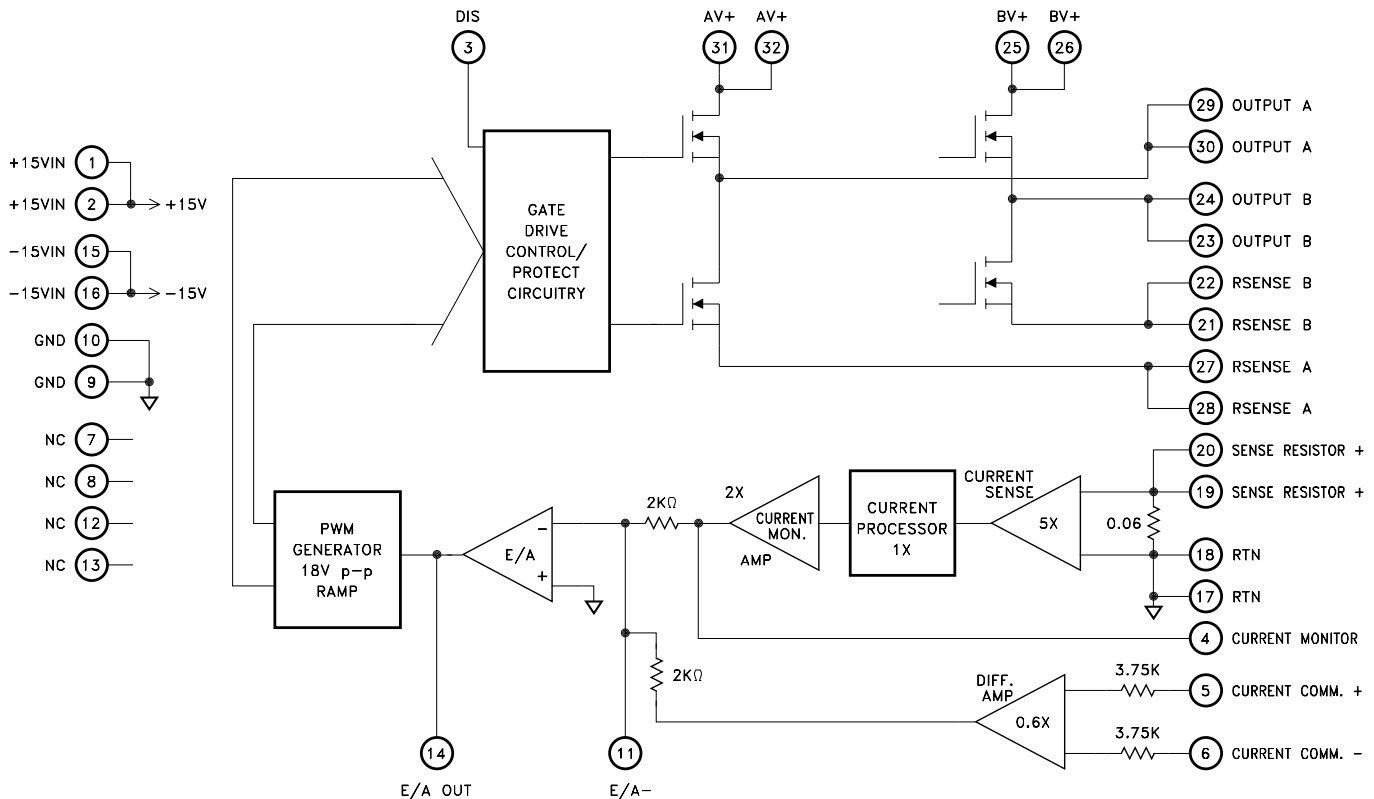 DIS
3
AV+ AV+
31 32
BV+ BV+
25 26
29 OUTPUT A
30 OUTPUT A
24 OUTPUT B
23 OUTPUT B
22 RSENSE B
21 RSENSE B
27 RSENSE A
28 RSENSE A
20 SENSE RESISTOR +
19 SENSE RESISTOR +
18 RTN
17 RTN
4 CURRENT MONITOR
5 CURRENT COMM. +
6 CURRENT COMM. -
+15VIN 1
+15VIN 2
+15V
-15VIN 15
-15VIN 16
-15V
GND 10
GND 9
NC 7
NC 8
NC 12
NC 13
GATE
DRIVE
CONTROL/
PROTECT
CIRCUITRY
PWM
GENERATOR
18V p-p
RAMP
-
E/A
+
2KΩ
2X
CURRENT
MON.
AMP
CURRENT
PROCESSOR
1X
CURRENT
SENSE
5X
0.06
2KΩ
DIFF.
AMP
0.6X
3.75K
3.75K
14
E/A OUT
11
E/A-